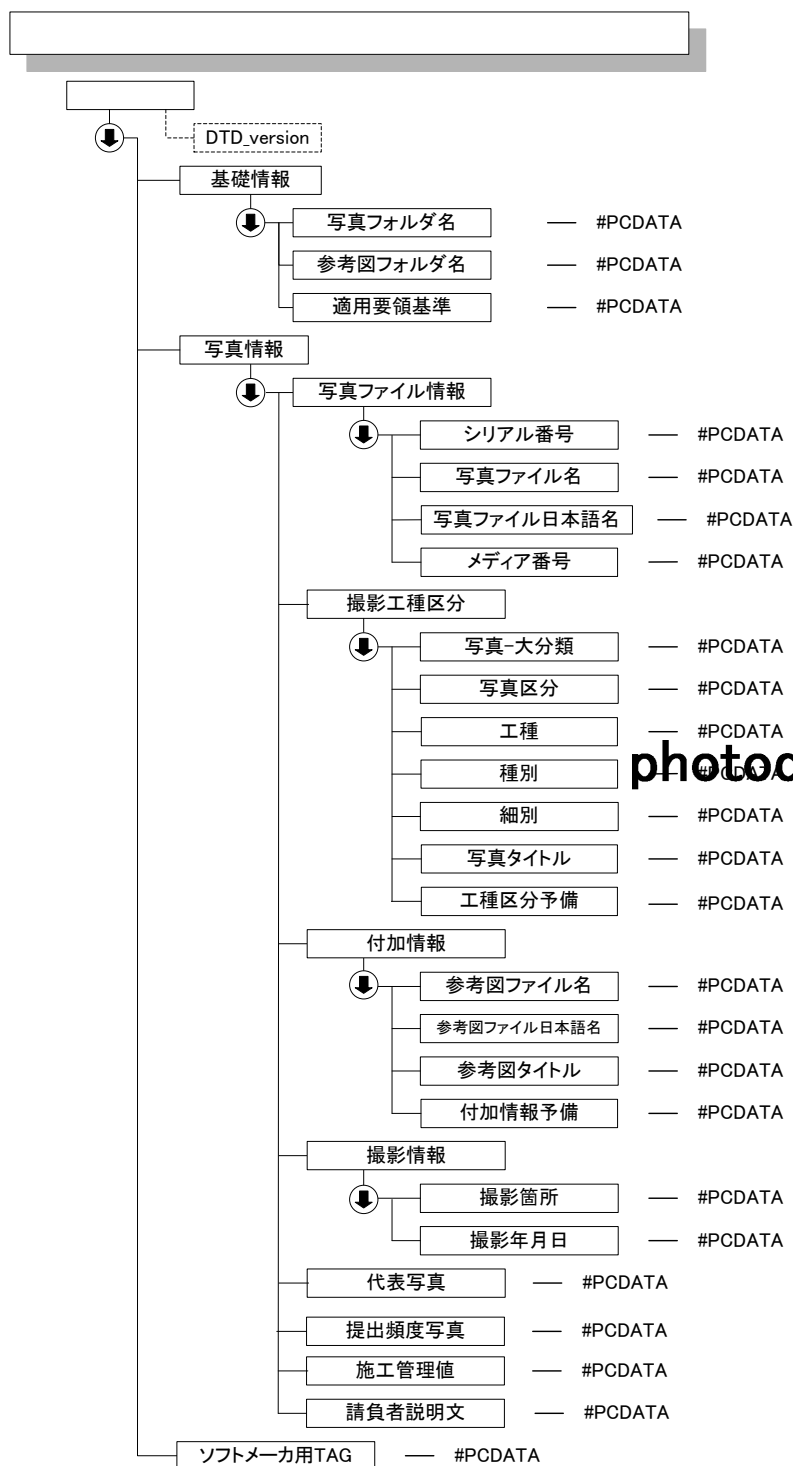 DTD_version
基礎情報
写真フォルダ名 — #PCDATA
参考図フォルダ名 — #PCDATA
適用要領基準 — #PCDATA
写真情報
写真ファイル情報
シリアル番号 — #PCDATA
写真ファイル名 — #PCDATA
写真ファイル日本語名 — #PCDATA
メディア番号 — #PCDATA
撮影工種区分
写真-大分類 — #PCDATA
写真区分 — #PCDATA
工種 — #PCDATA
種別 — #PCDATA
photo
細別 — #PCDATA
写真タイトル — #PCDATA
工種区分予備 — #PCDATA
付加情報
参考図ファイル名 — #PCDATA
参考図ファイル日本語名 — #PCDATA
参考図タイトル — #PCDATA
付加情報予備 — #PCDATA
撮影情報
撮影箇所 — #PCDATA
撮影年月日 — #PCDATA
代表写真 — #PCDATA
提出頻度写真 — #PCDATA
施工管理値 — #PCDATA
請負者説明文 — #PCDATA
ソフトメーカ用TAG — #PCDATA